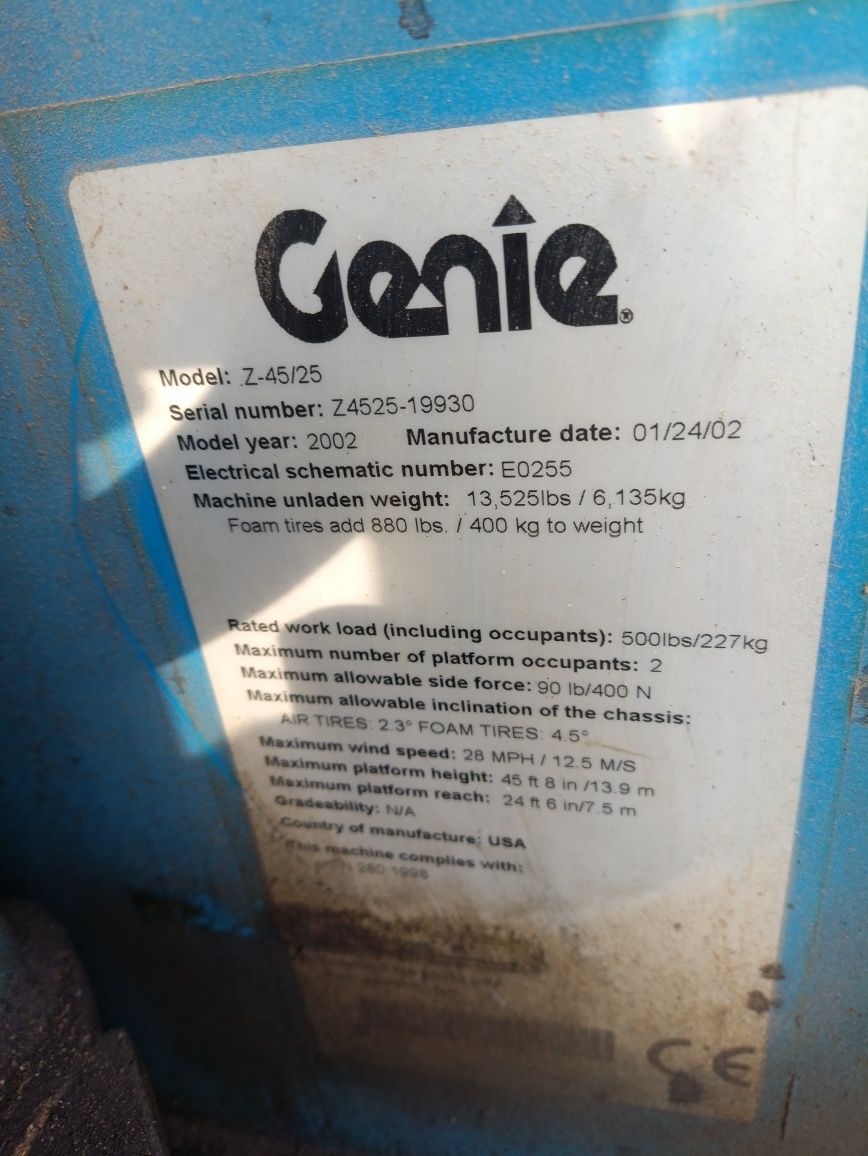 Genie®
Model: Z-45/25
Serial number: Z4525-19930
Model year: 2002 Manufacture date: 01/24/02
Electrical schematic number: E0255
Machine unladen weight: 13,525lbs / 6,135kg
Foam tires add 880 lbs. / 400 kg to weight
Rated work load (including occupants): 500lbs/227kg
Maximum number of platform occupants: 2
Maximum allowable side force: 90 lb/400 N
Maximum allowable inclination of the chassis:
AIR TIRES: 2.3° FOAM TIRES: 4.5°
Maximum wind speed: 28 MPH / 12.5 M/S
Maximum platform height: 45 ft 8 in /13.9 m
Maximum platform reach: 24 ft 6 in/7.5 m
Gradeability: N/A
Country of manufacture: USA
This machine complies with:
EN 280:1998
CE